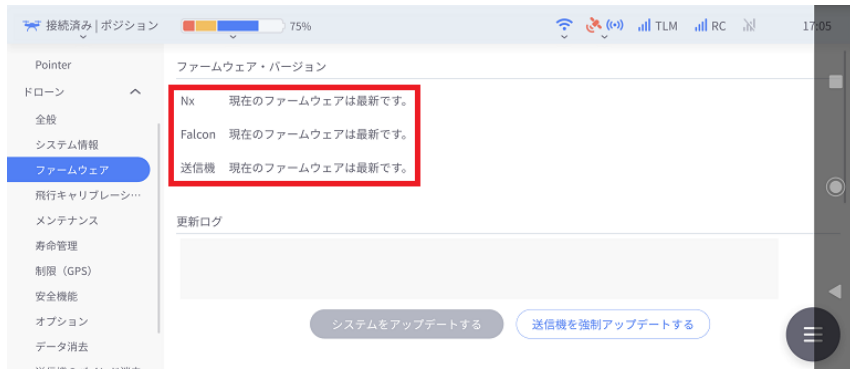 接続済み | ポジション 75% TLM RC 17:05
Pointer
ドローン
全般
システム情報
ファームウェア
飛行キャリブレーシ…
メンテナンス
寿命管理
制限（GPS）
安全機能
オプション
データ消去
ファームウェア・バージョン
Nx 現在のファームウェアは最新です。
Falcon 現在のファームウェアは最新です。
送信機 現在のファームウェアは最新です。
更新ログ
システムをアップデートする
送信機を強制アップデートする